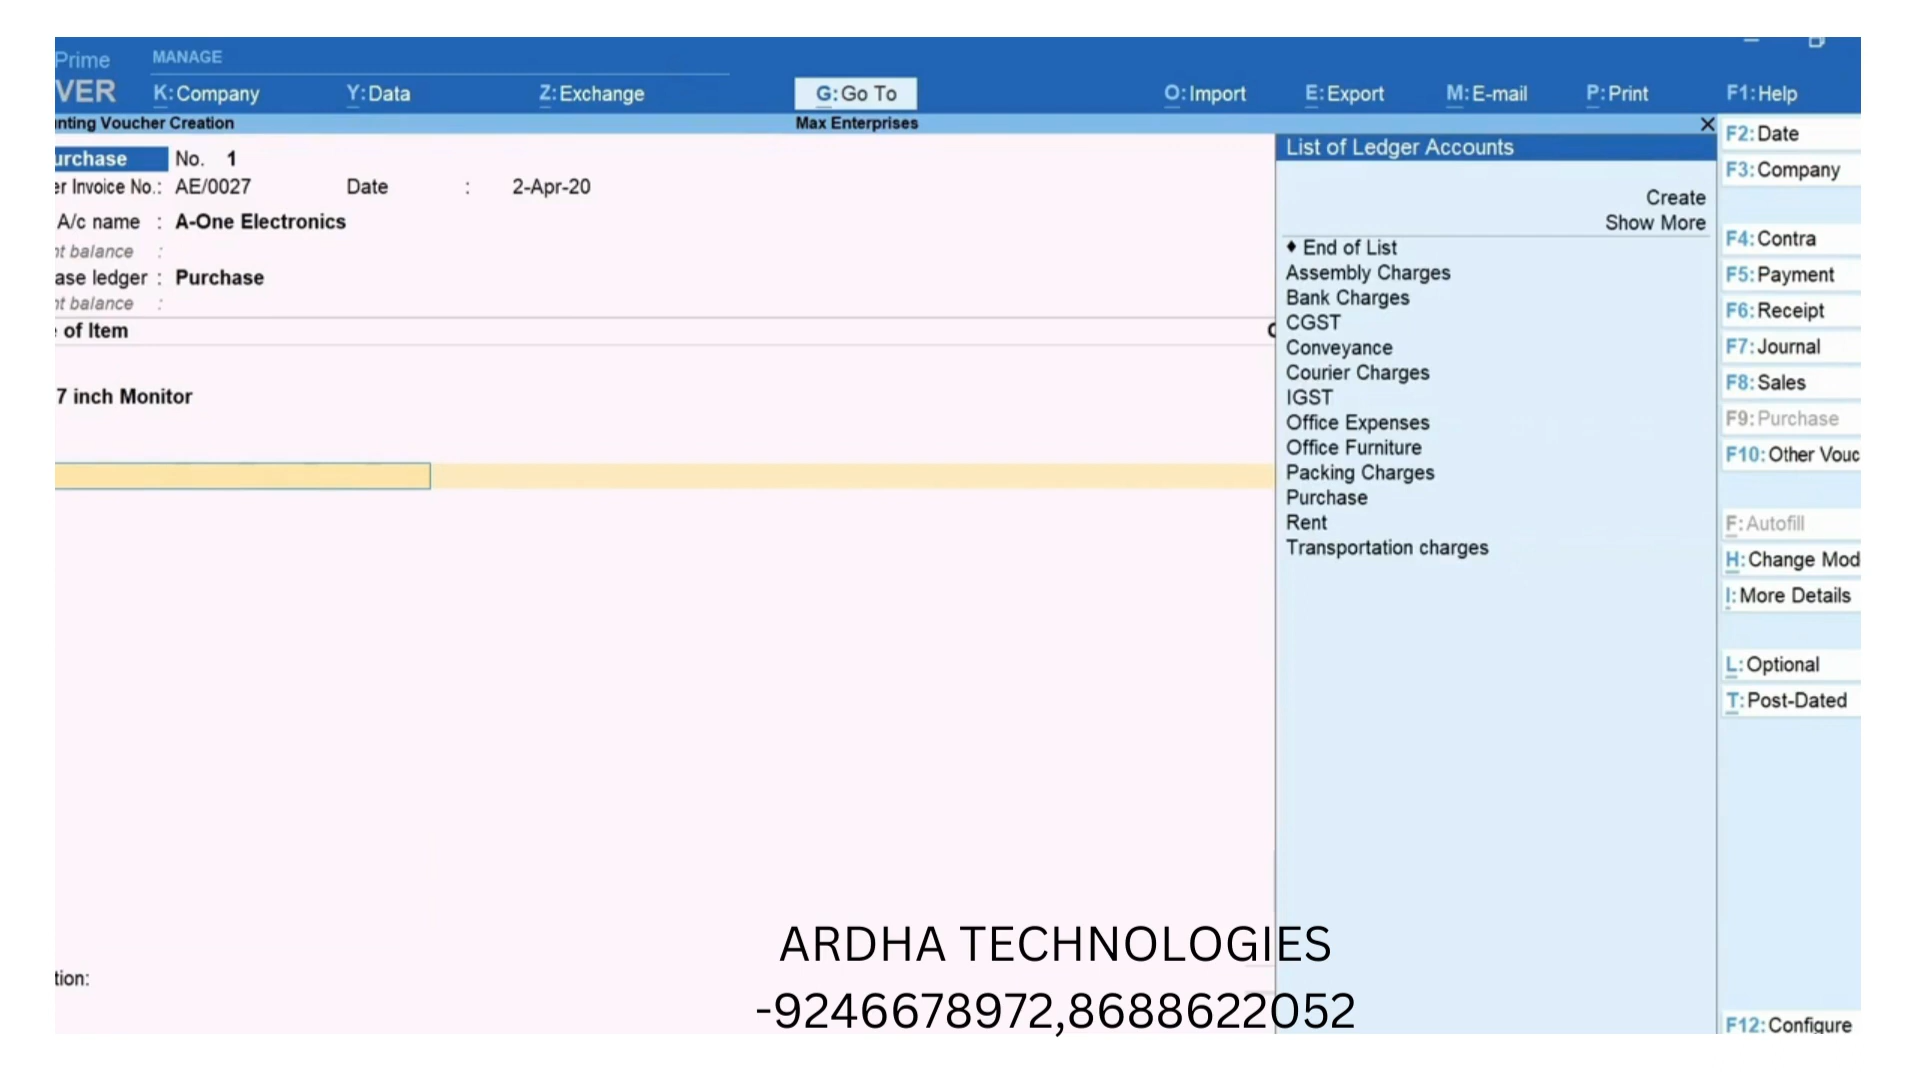 Prime MANAGE
VER K:Company Y:Data Z:Exchange G:Go To O:Import E:Export M:E-mail P:Print F1:Help
nting Voucher Creation Max Enterprises
urchase No. 1
er Invoice No.: AE/0027 Date : 2-Apr-20
A/c name : A-One Electronics
nt balance :
ase ledger : Purchase
nt balance :
of Item
7 inch Monitor
tion:
List of Ledger Accounts
Create
Show More
♦ End of List
Assembly Charges
Bank Charges
CGST
Conveyance
Courier Charges
IGST
Office Expenses
Office Furniture
Packing Charges
Purchase
Rent
Transportation charges
F2:Date
F3:Company
F4:Contra
F5:Payment
F6:Receipt
F7:Journal
F8:Sales
F9:Purchase
F10:Other Vouc
F:Autofill
H:Change Mod
I:More Details
L:Optional
T:Post-Dated
F12:Configure
ARDHA TECHNOLOGIES
-9246678972,8688622052